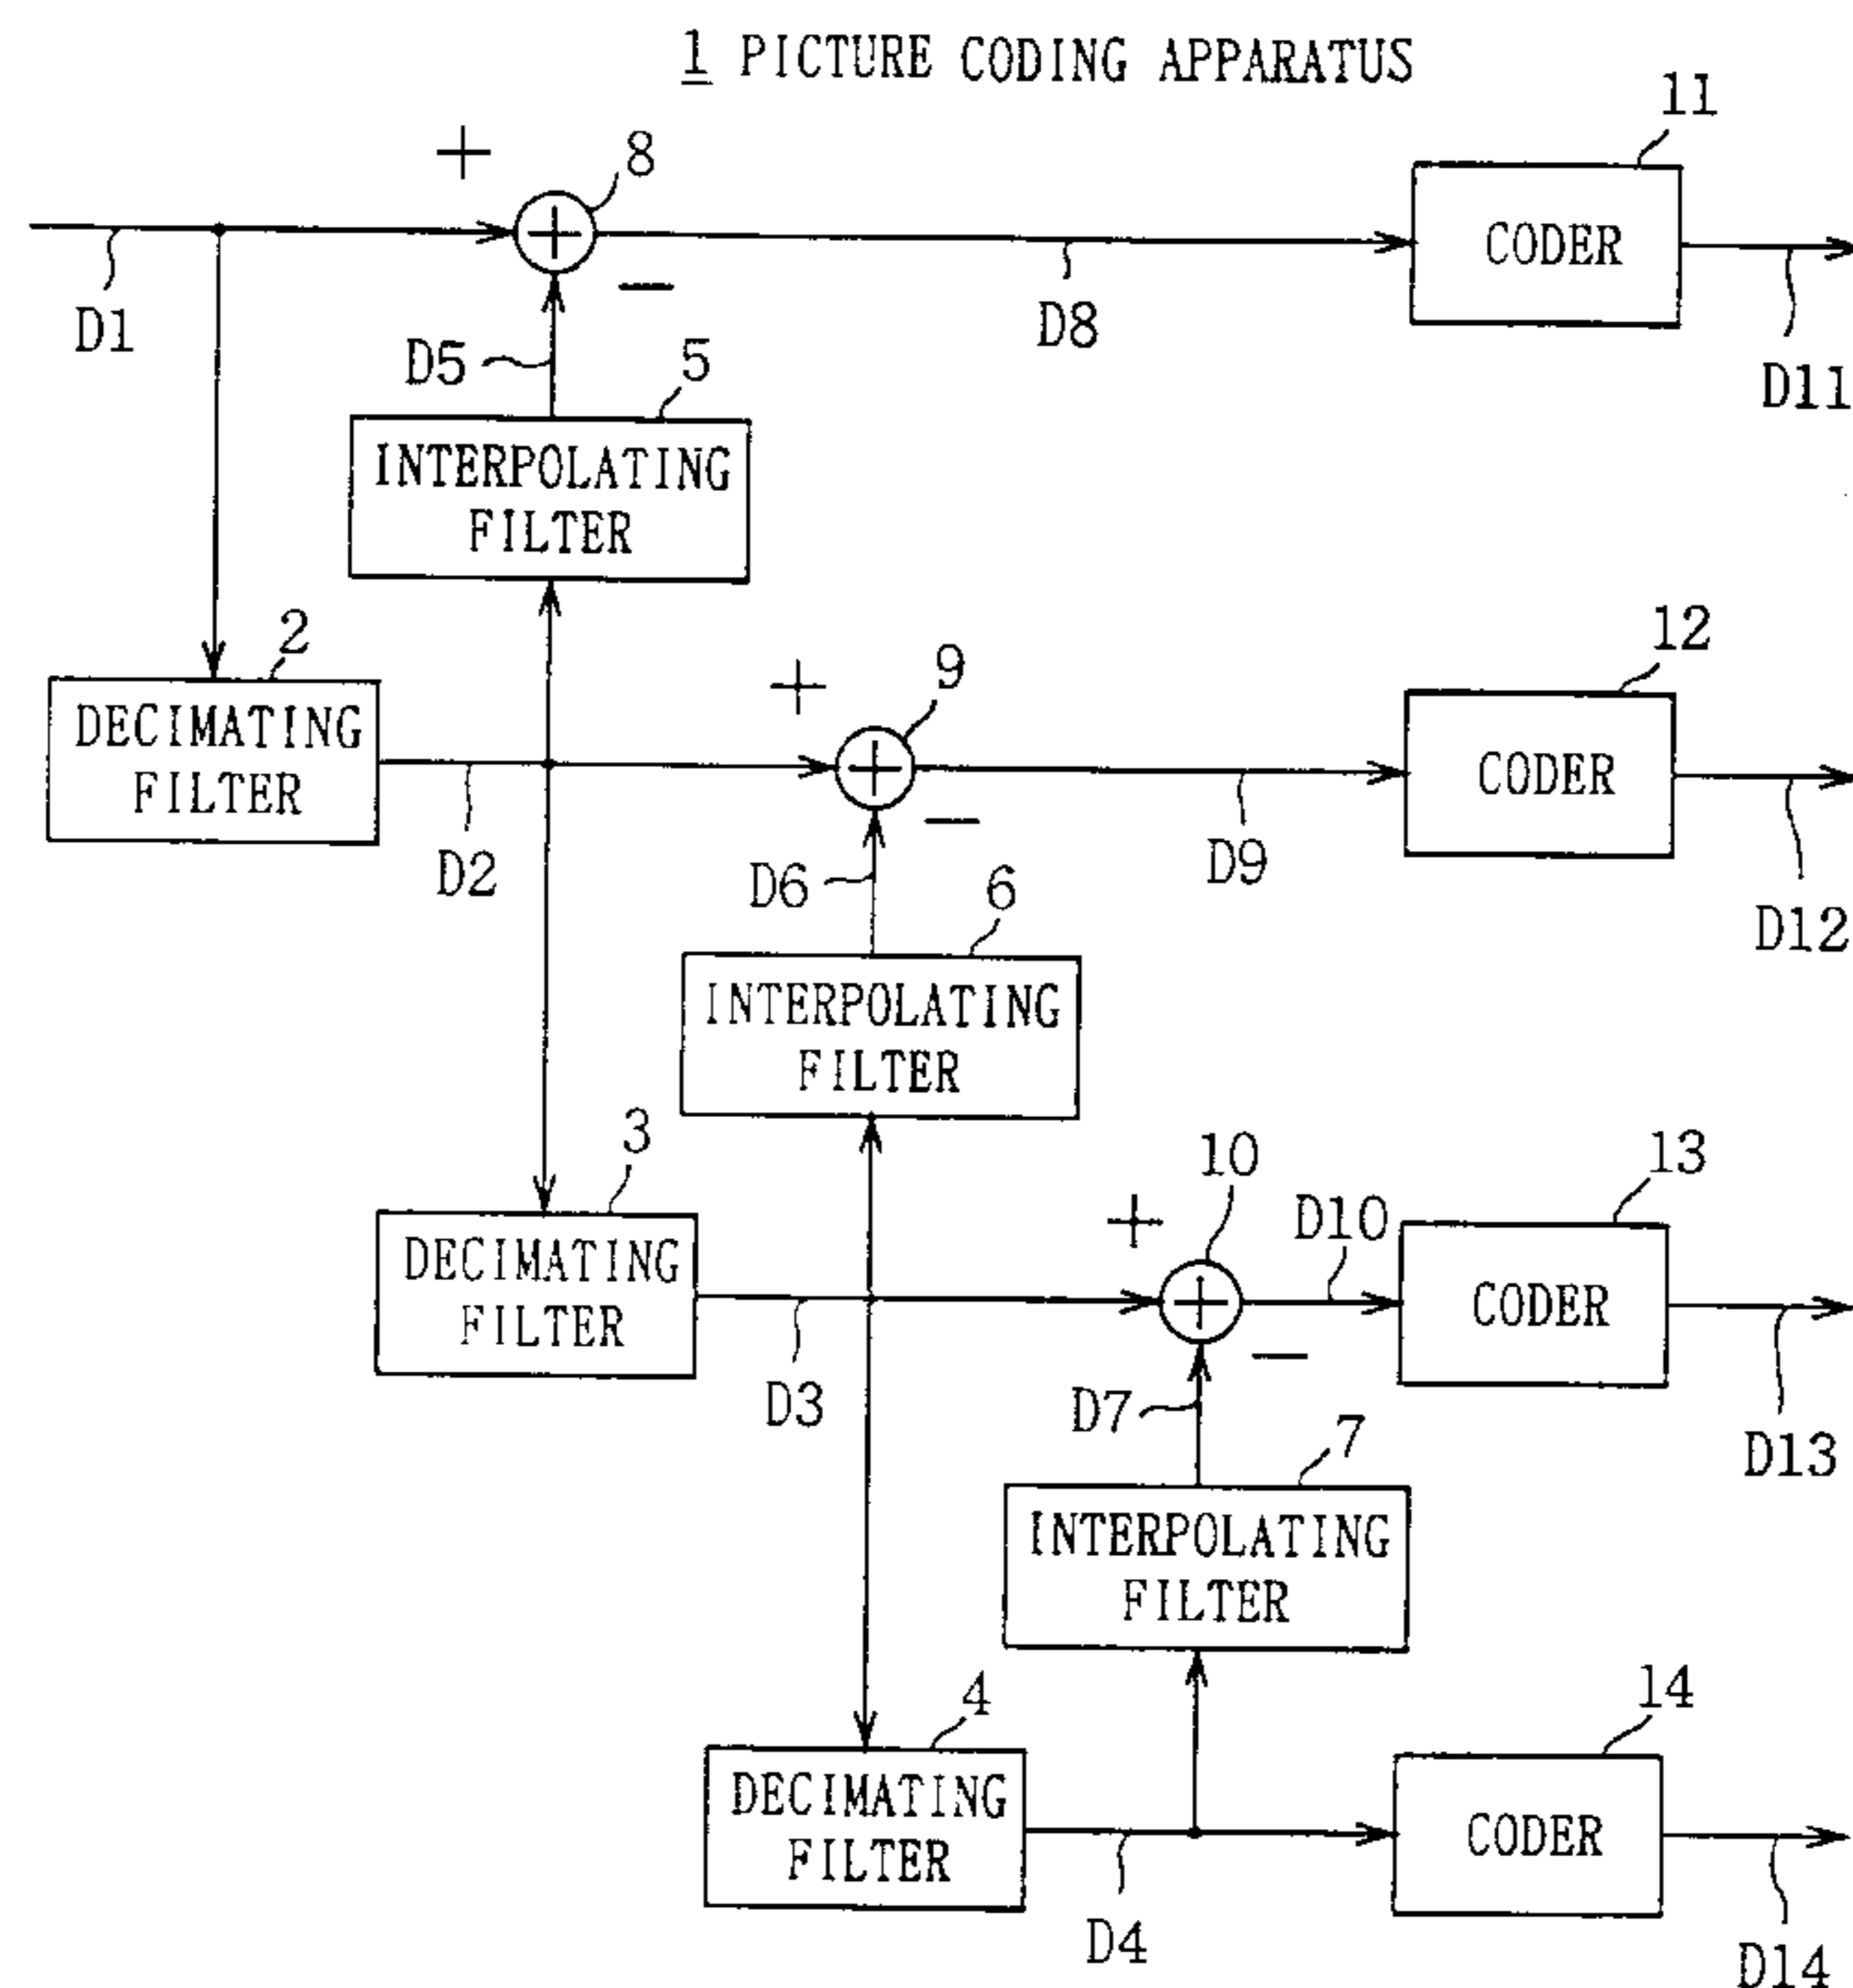 1 PICTURE CODING APPARATUS
11
+
8
CODER
D1
D8
D11
D5
5
INTERPOLATING
FILTER
2
12
+
9
DECIMATING
FILTER
CODER
D2
D9
D12
D6
6
INTERPOLATING
FILTER
3
10
13
+
D10
DECIMATING
FILTER
CODER
D3
D13
D7
7
INTERPOLATING
FILTER
4
14
DECIMATING
FILTER
CODER
D4
D14